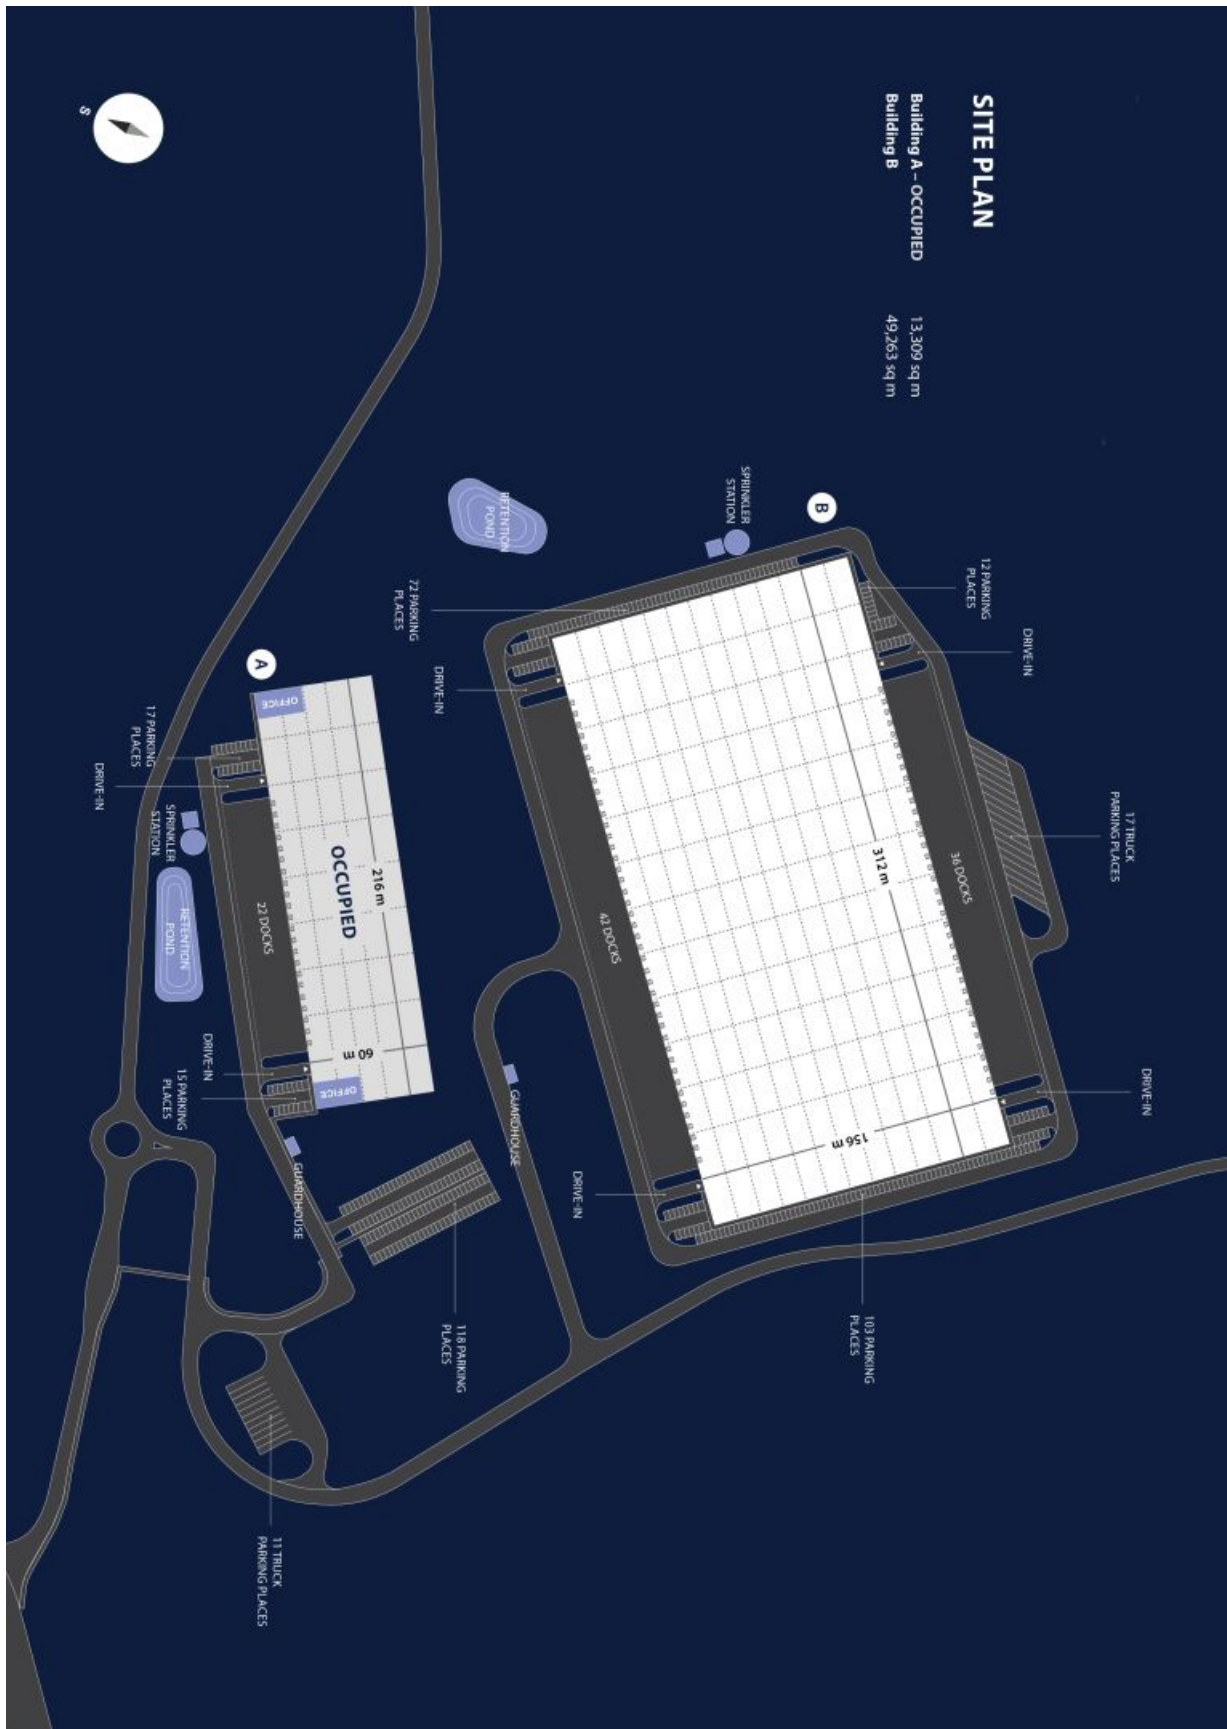 SITE PLAN
Building A – OCCUPIED 13,309 sq m
Building B 49,263 sq m
S
B
SPRINKLER
STATION
RETENTION
POND
12 PARKING
PLACES
72 PARKING
PLACES
DRIVE-IN
DRIVE-IN
17 TRUCK
PARKING PLACES
36 DOCKS
312 m
42 DOCKS
156 m
DRIVE-IN
DRIVE-IN
103 PARKING
PLACES
GUARDHOUSE
A
OFFICE
17 PARKING
PLACES
DRIVE-IN
SPRINKLER
STATION
RETENTION
POND
216 m
OCCUPIED
22 DOCKS
60 m
OFFICE
DRIVE-IN
15 PARKING
PLACES
GUARDHOUSE
118 PARKING
PLACES
11 TRUCK
PARKING PLACES